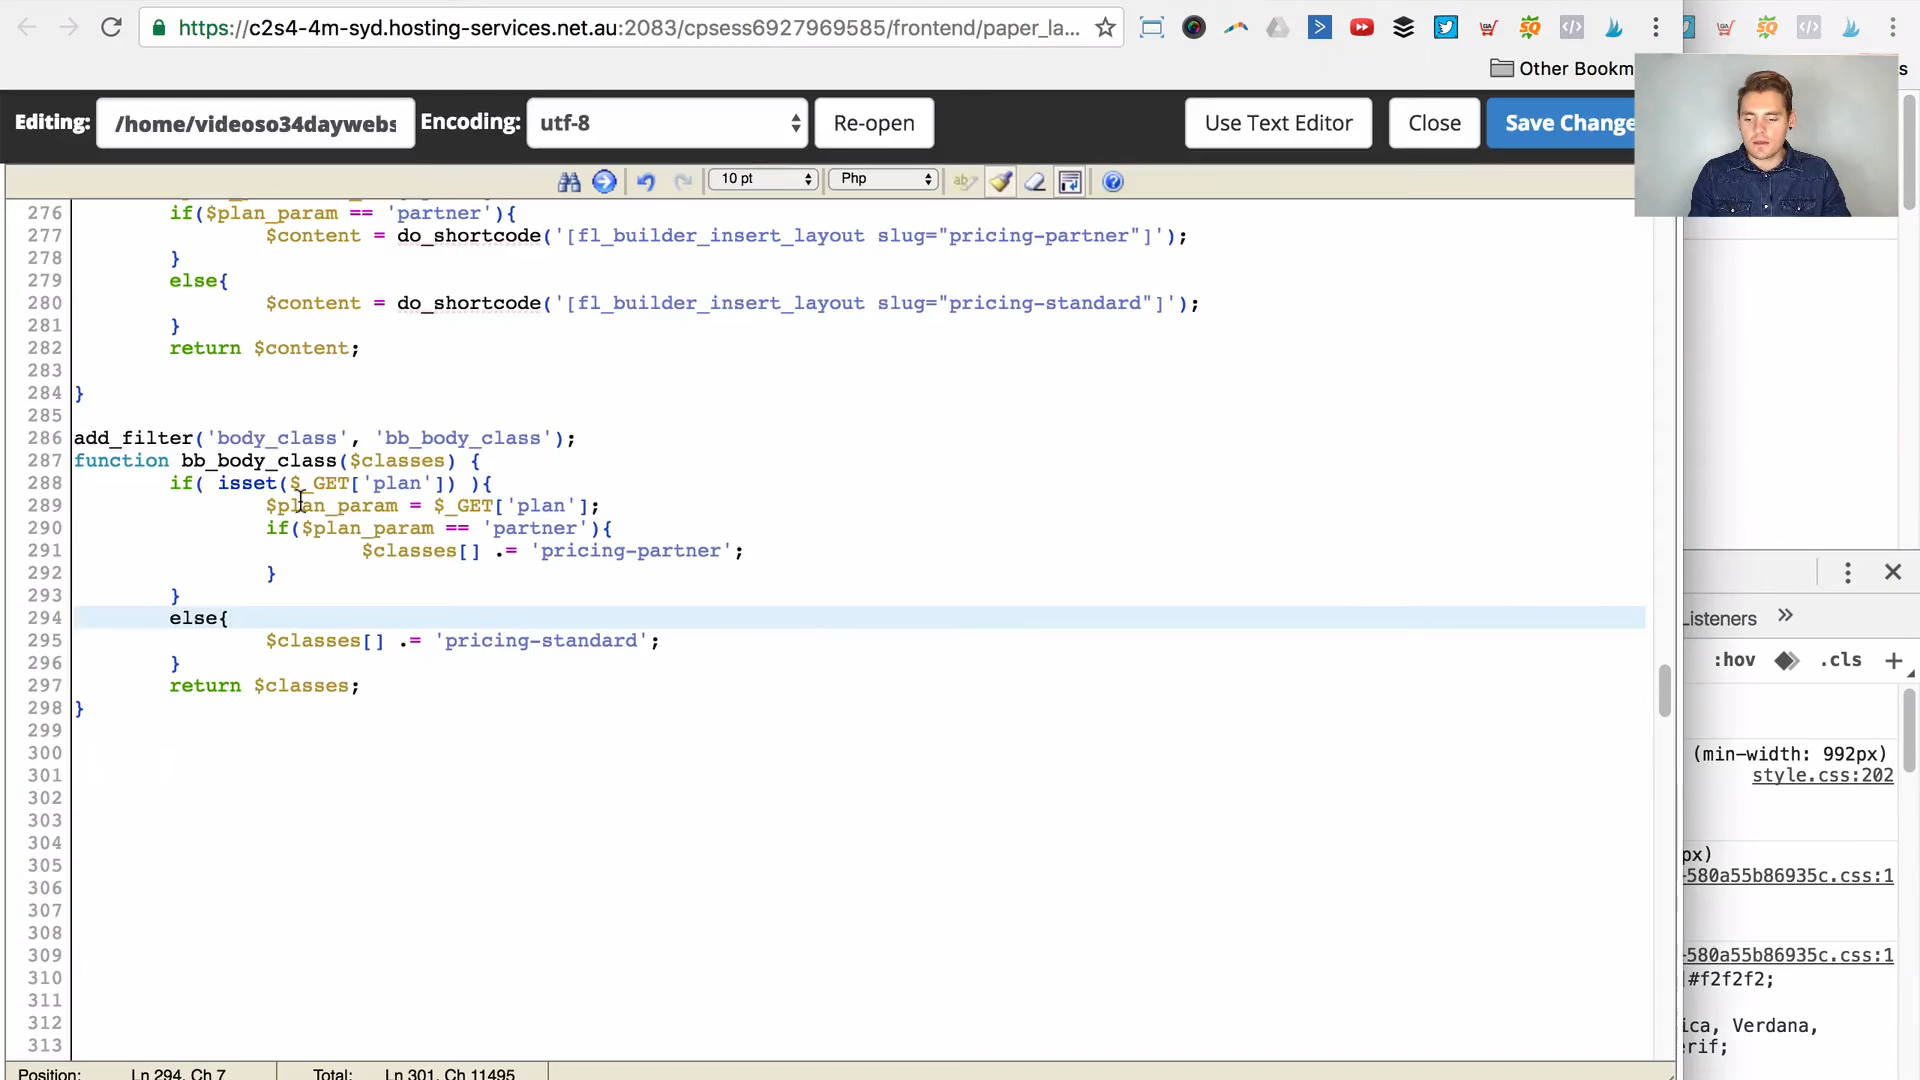 https://c2s4-4m-syd.hosting-services.net.au:2083/cpsess6927969585/frontend/paper_la...
Other Bookm
s
Editing:
/home/videoso34daywebs
Encoding:
utf-8
Re-open
Use Text Editor
Close
Save Change
10 pt
Php
276 if($plan_param == 'partner'){
277 $content = do_shortcode('[fl_builder_insert_layout slug="pricing-partner"]');
278 }
279 else{
280 $content = do_shortcode('[fl_builder_insert_layout slug="pricing-standard"]');
281 }
282 return $content;
283
284 }
285
286 add_filter('body_class', 'bb_body_class');
287 function bb_body_class($classes) {
288 if( isset($_GET['plan']) ){
289 $plan_param = $_GET['plan'];
290 if($plan_param == 'partner'){
291 $classes[] .= 'pricing-partner';
292 }
293 }
294 else{
295 $classes[] .= 'pricing-standard';
296 }
297 return $classes;
298 }
299
300
301
302
303
304
305
306
307
308
309
310
311
312
313
Position: Ln 294, Ch 7 Total: Ln 301, Ch 11495
Listeners
:hov .cls +
(min-width: 992px)
style.css:202
px)
-580a55b86935c.css:1
-580a55b86935c.css:1
#f2f2f2;
ica, Verdana,
erif;